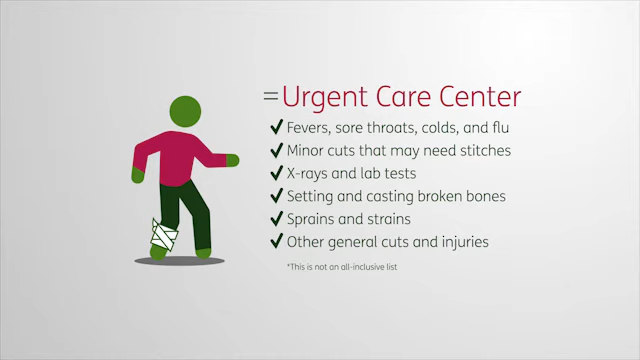 =Urgent Care Center
✔Fevers, sore throats, colds, and flu
✔Minor cuts that may need stitches
✔X-rays and lab tests
✔Setting and casting broken bones
✔Sprains and strains
✔Other general cuts and injuries
*This is not an all-inclusive list